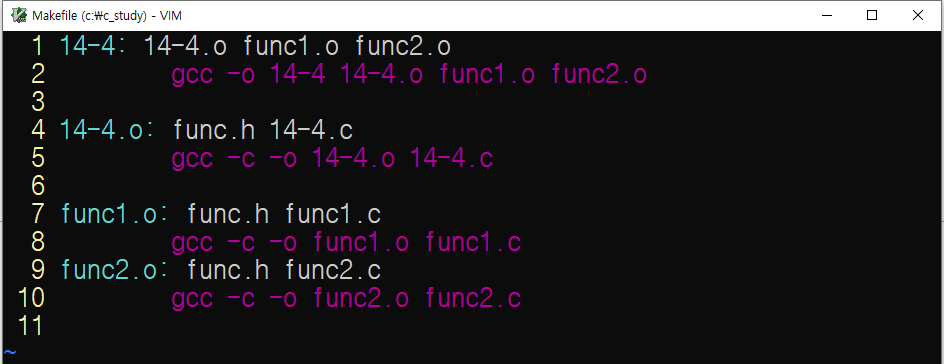 Makefile (c:₩c_study) - VIM
1 14-4: 14-4.o func1.o func2.o
2 gcc -o 14-4 14-4.o func1.o func2.o
3
4 14-4.o: func.h 14-4.c
5 gcc -c -o 14-4.o 14-4.c
6
7 func1.o: func.h func1.c
8 gcc -c -o func1.o func1.c
9 func2.o: func.h func2.c
10 gcc -c -o func2.o func2.c
11
~